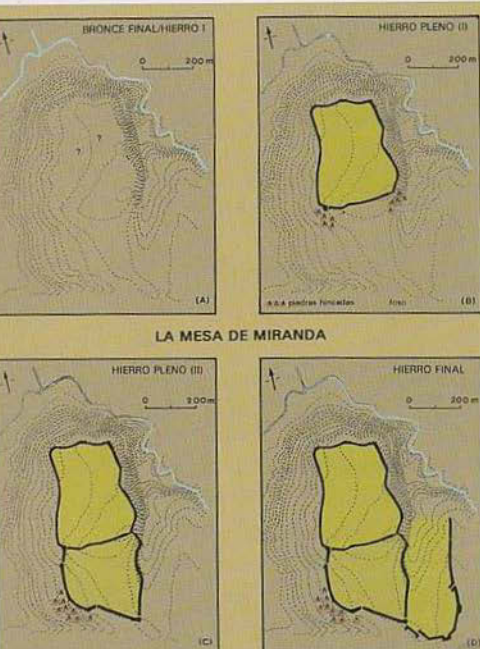 BRONCE FINAL/HIERRO I
0 200 m
? ?
(A)
HIERRO PLENO (I)
0 200 m
piedras hincadas foso
(B)
LA MESA DE MIRANDA
HIERRO PLENO (II)
0 200 m
(C)
HIERRO FINAL
0 200 m
(D)